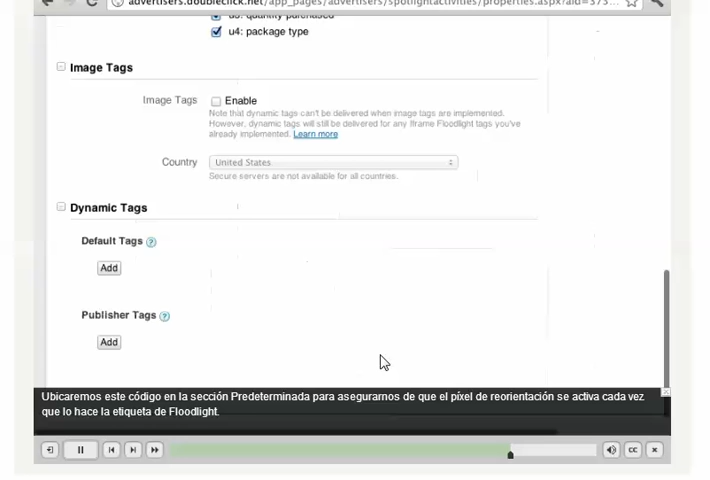 advertisers.doubleclick.net/app_pages/advertisers/spotlightactivities/properties.aspx?aid=373...
u3: quantity purchased
u4: package type
Image Tags
Image Tags Enable
Note that dynamic tags can't be delivered when image tags are implemented.
However, dynamic tags will still be delivered for any Iframe Floodlight tags you've
already implemented. Learn more
Country United States
Secure servers are not available for all countries.
Dynamic Tags
Default Tags ?
Add
Publisher Tags ?
Add
Ubicaremos este código en la sección Predeterminada para asegurarnos de que el píxel de reorientación se activa cada vez
que lo hace la etiqueta de Floodlight.
CC